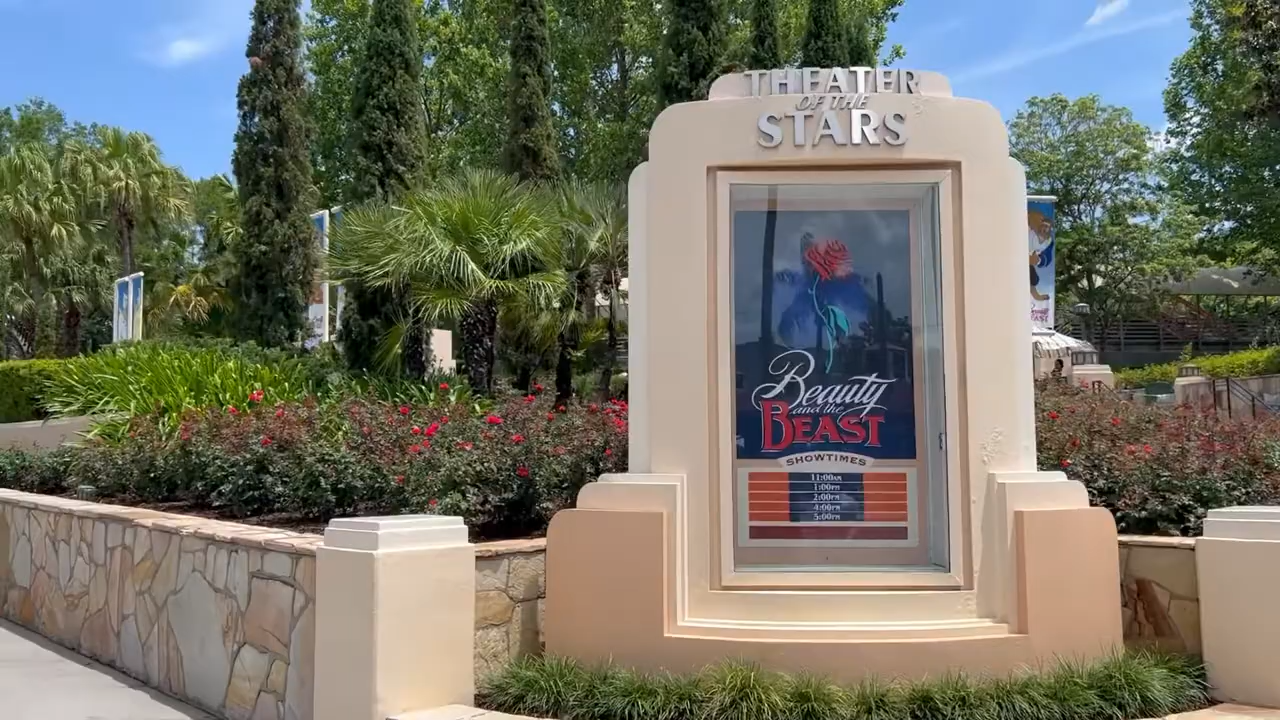 THEATER
OF THE
STARS
Beauty
and the
BEAST
SHOWTIMES
11:00AM
1:00PM
2:00PM
4:00PM
5:00PM